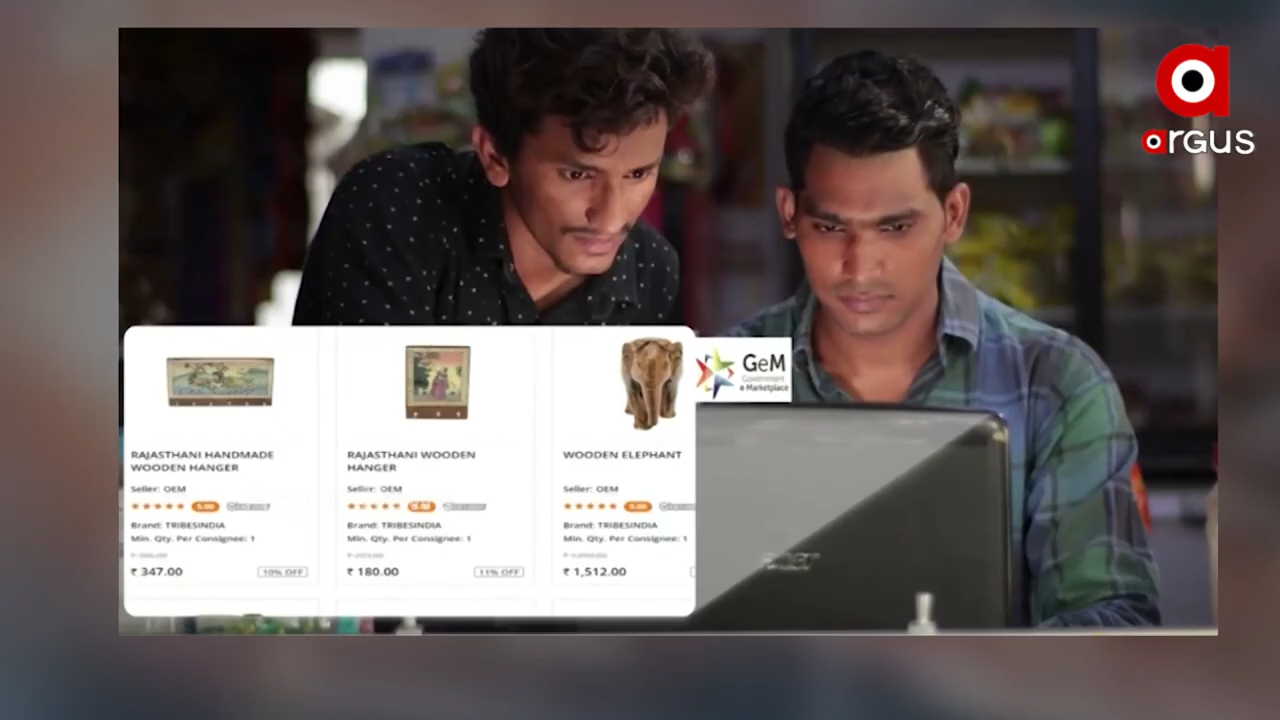 argus
GeM
Government
e Marketplace
RAJASTHANI HANDMADE
WOODEN HANGER
Seller: OEM
5.00
Brand: TRIBESINDIA
Min. Qty. Per Consignee: 1
₹ 347.00
10% OFF
RAJASTHANI WOODEN
HANGER
Seller: OEM
Brand: TRIBESINDIA
Min. Qty. Per Consignee: 1
₹ 180.00
11% OFF
WOODEN ELEPHANT
Seller: OEM
5.00
Brand: TRIBESINDIA
Min. Qty. Per Consignee: 1
₹ 1,512.00
acer